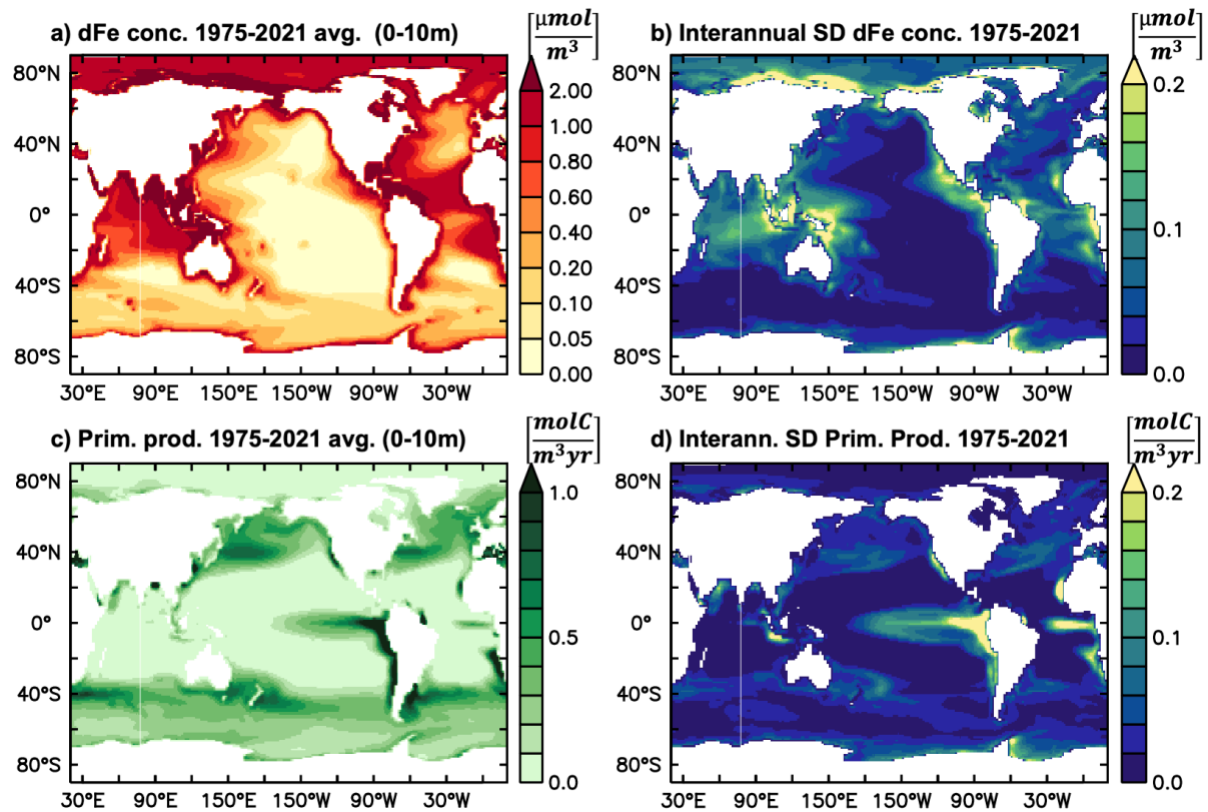 a) dFe conc. 1975-2021 avg. (0-10m) [μmol/m³]
80°N
40°N
0°
40°S
80°S
30°E 90°E 150°E 150°W 90°W 30°W
2.00
1.00
0.80
0.60
0.40
0.20
0.10
0.05
0.00
b) Interannual SD dFe conc. 1975-2021 [μmol/m³]
80°N
40°N
0°
40°S
80°S
30°E 90°E 150°E 150°W 90°W 30°W
0.2
0.1
0.0
c) Prim. prod. 1975-2021 avg. (0-10m) [molC/m³yr]
80°N
40°N
0°
40°S
80°S
30°E 90°E 150°E 150°W 90°W 30°W
1.0
0.5
0.0
d) Interann. SD Prim. Prod. 1975-2021 [molC/m³yr]
80°N
40°N
0°
40°S
80°S
30°E 90°E 150°E 150°W 90°W 30°W
0.2
0.1
0.0